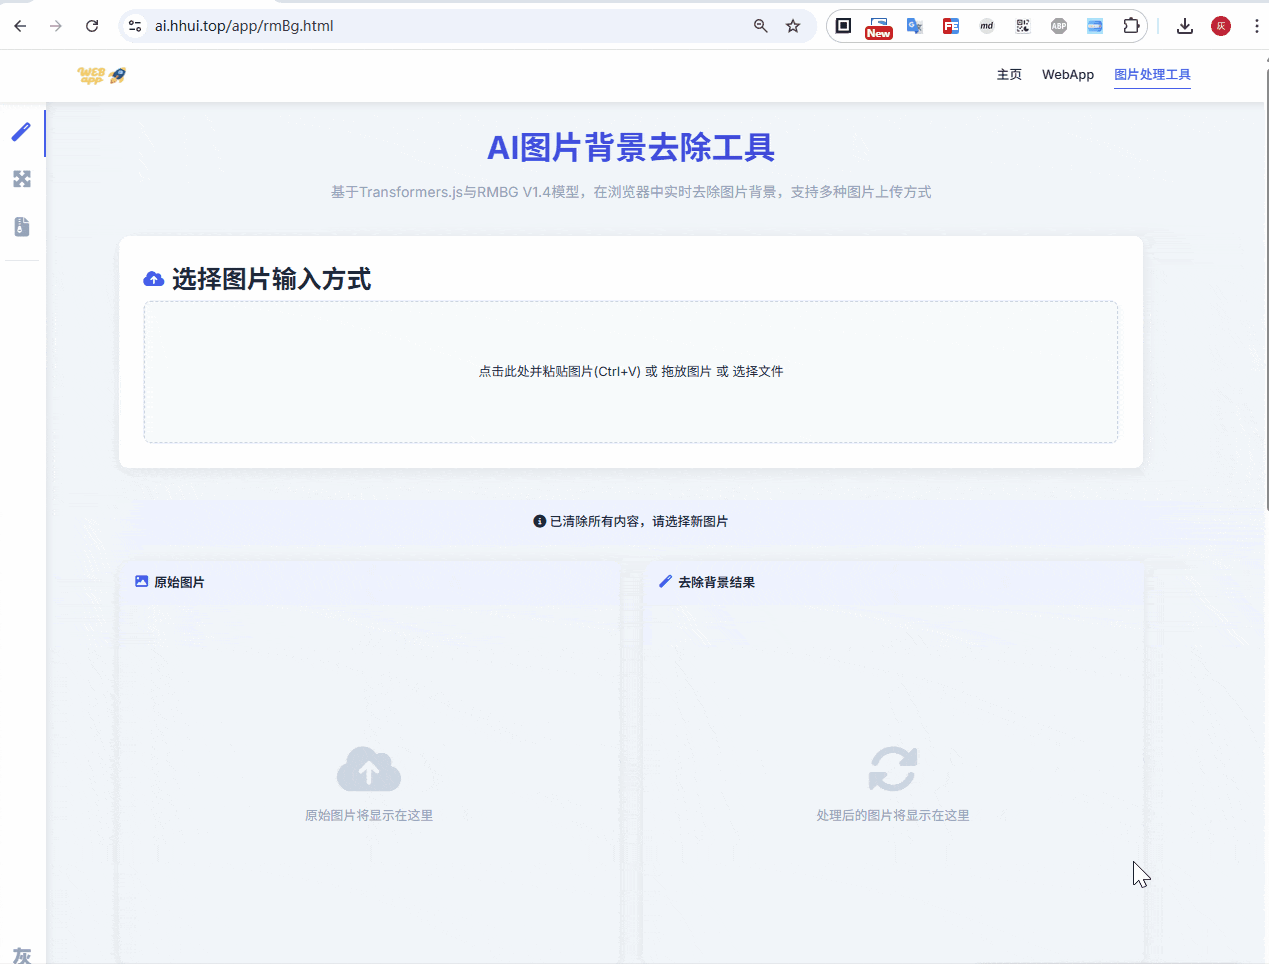 ai.hhui.top/app/rmBg.html
New
FE
md
ABP
灰
WEB
app
主页
WebApp
图片处理工具
AI图片背景去除工具
基于Transformers.js与RMBG V1.4模型，在浏览器中实时去除图片背景，支持多种图片上传方式
选择图片输入方式
点击此处并粘贴图片(Ctrl+V) 或 拖放图片 或 选择文件
已清除所有内容，请选择新图片
原始图片
去除背景结果
原始图片将显示在这里
处理后的图片将显示在这里
灰